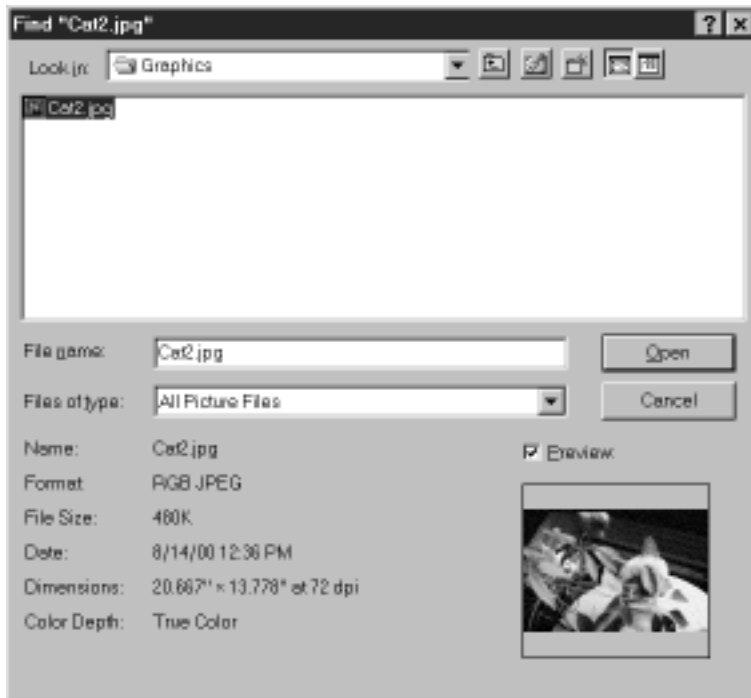 Find "Cat2.jpg"
Look in: Graphics
Cat2.jpg
File name: Cat2.jpg
Open
Files of type: All Picture Files
Cancel
Name: Cat2.jpg
Preview
Format: RGB JPEG
File Size: 480K
Date: 8/14/00 12:36 PM
Dimensions: 20.667" × 13.778" at 72 dpi
Color Depth: True Color